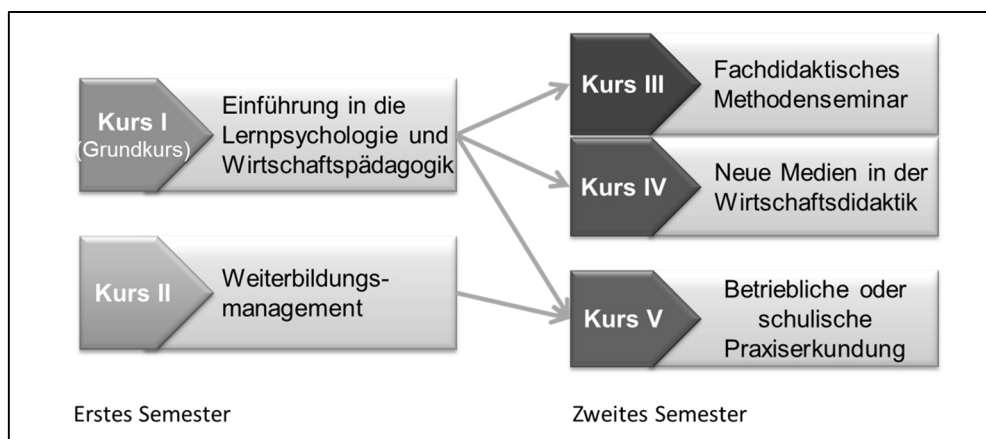 Kurs I
(Grundkurs)
Einführung in die
Lernpsychologie und
Wirtschaftspädagogik
Kurs II
Weiterbildungs-
management
Erstes Semester
Kurs III
Fachdidaktisches
Methodenseminar
Kurs IV
Neue Medien in der
Wirtschaftsdidaktik
Kurs V
Betriebliche oder
schulische
Praxiserkundung
Zweites Semester